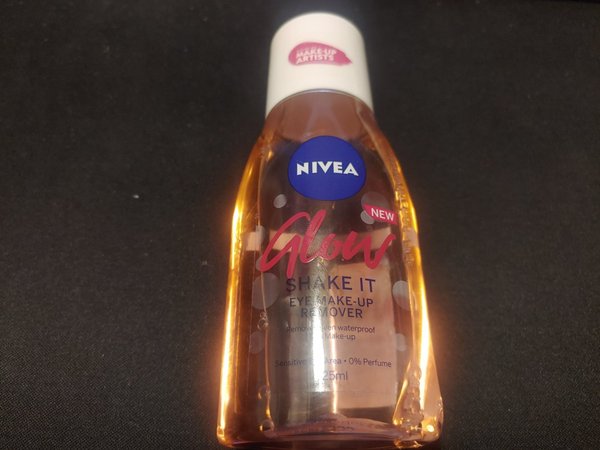 MAKE-UP
ARTISTS
NIVEA
NEW
Glow
SHAKE IT
EYE MAKE-UP
REMOVER
waterproof
Make-up
Sensitive Area • 0% Perfume
25ml